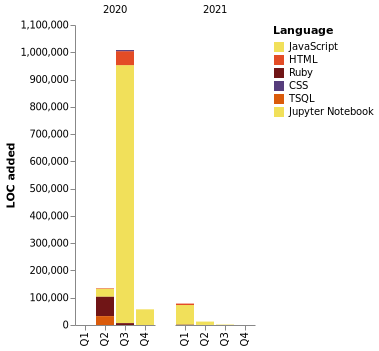 2020 2021
1,100,000
1,000,000
900,000
800,000
700,000
600,000
500,000
400,000
300,000
200,000
100,000
0
LOC added
Q1 Q2 Q3 Q4 Q1 Q2 Q3 Q4
Language
JavaScript
HTML
Ruby
CSS
TSQL
Jupyter Notebook